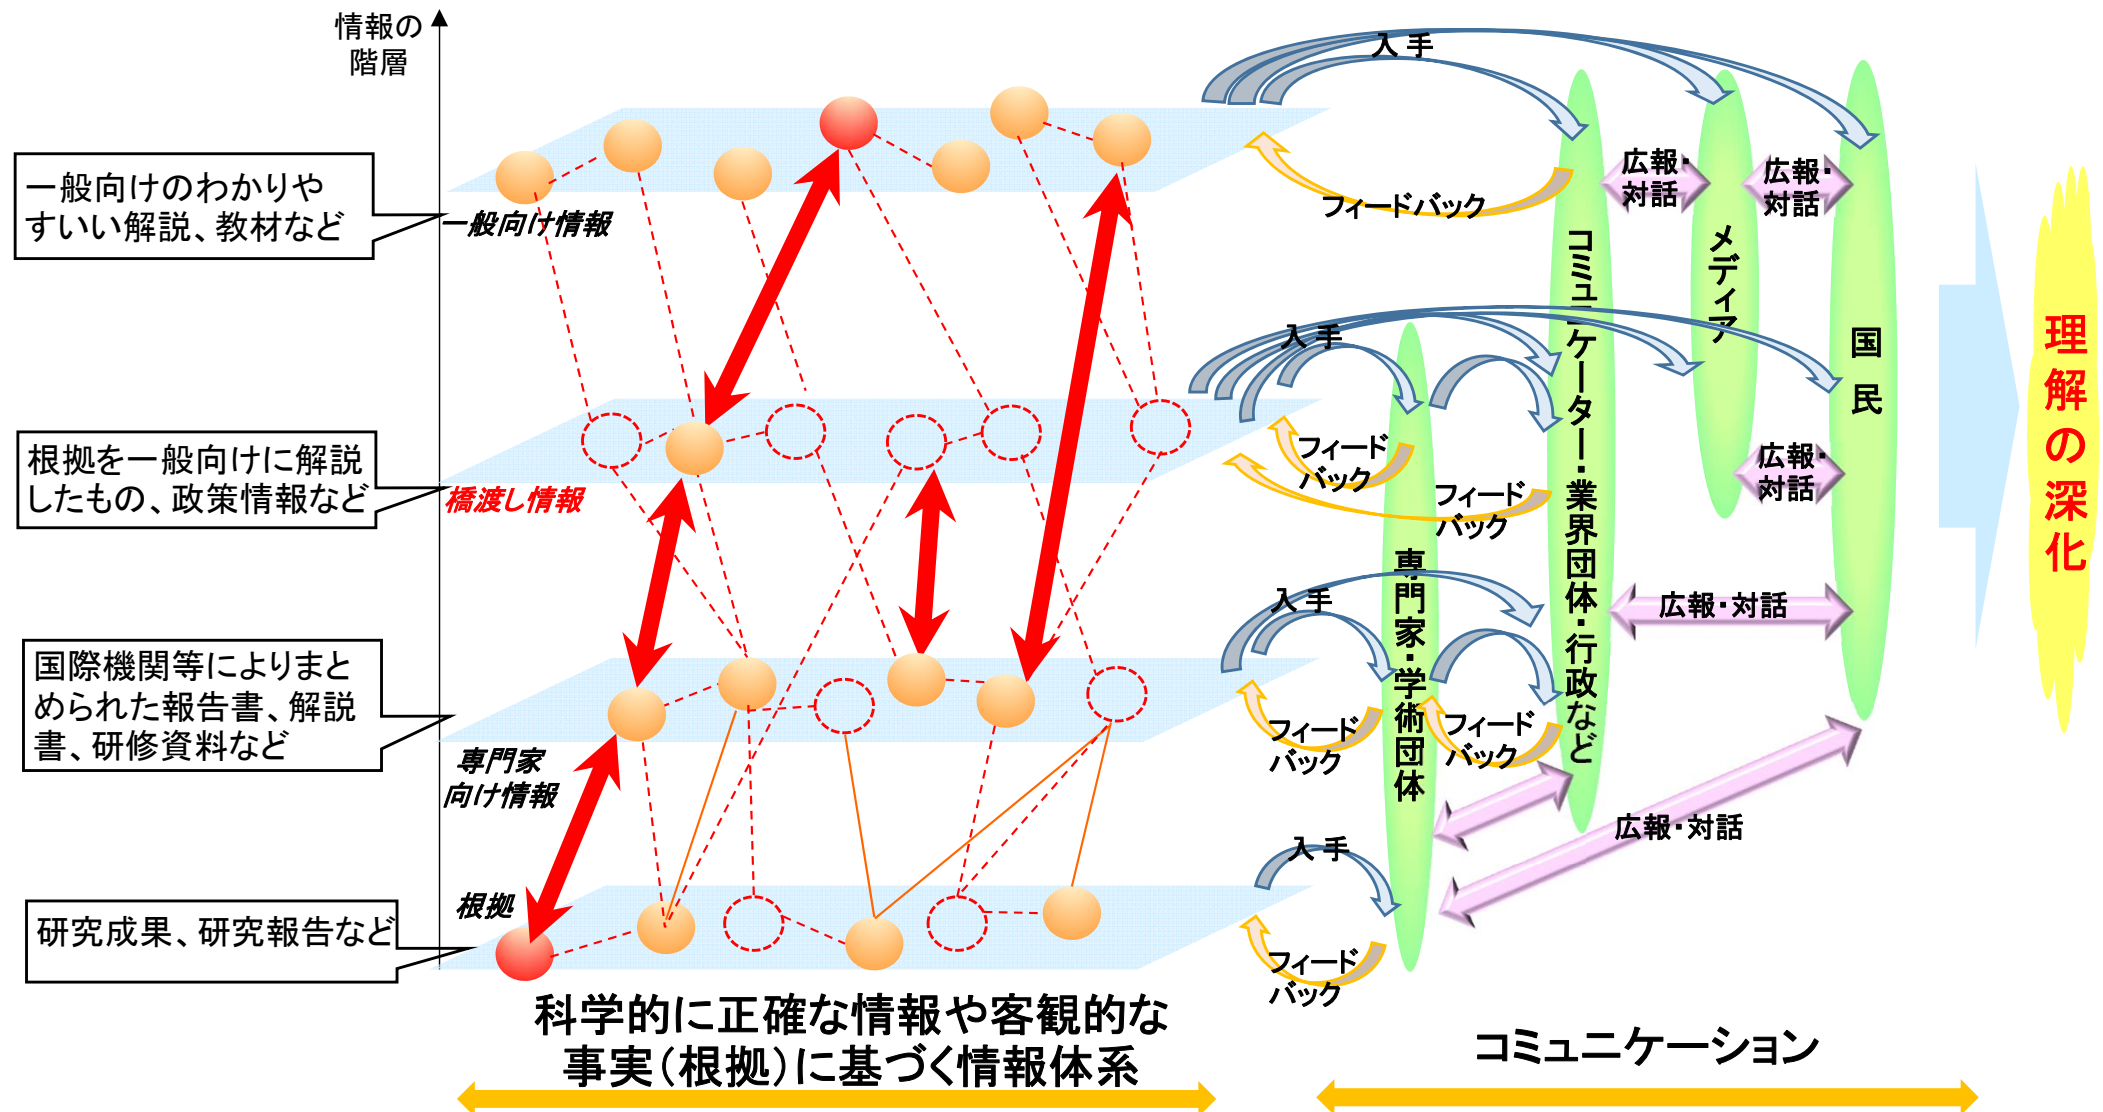 情報の
階層
一般向けのわかりや
すいい解説、教材など
一般向け情報
根拠を一般向けに解説
したもの、政策情報など
橋渡し情報
国際機関等によりまと
められた報告書、解説
書、研修資料など
専門家
向け情報
研究成果、研究報告など
根拠
科学的に正確な情報や客観的な
事実(根拠)に基づく情報体系
入 手
フィードバック
広報・
対話
広報・
対話
入 手
フィード
バック
フィード
バック
広報・
対話
入 手
フィード
バック
フィード
バック
広報・対話
入 手
フィード
バック
広報・対話
専門家・学術団体
コミュニケーター・業界団体・行政など
メディア
国民
理解の深化
コミュニケーション